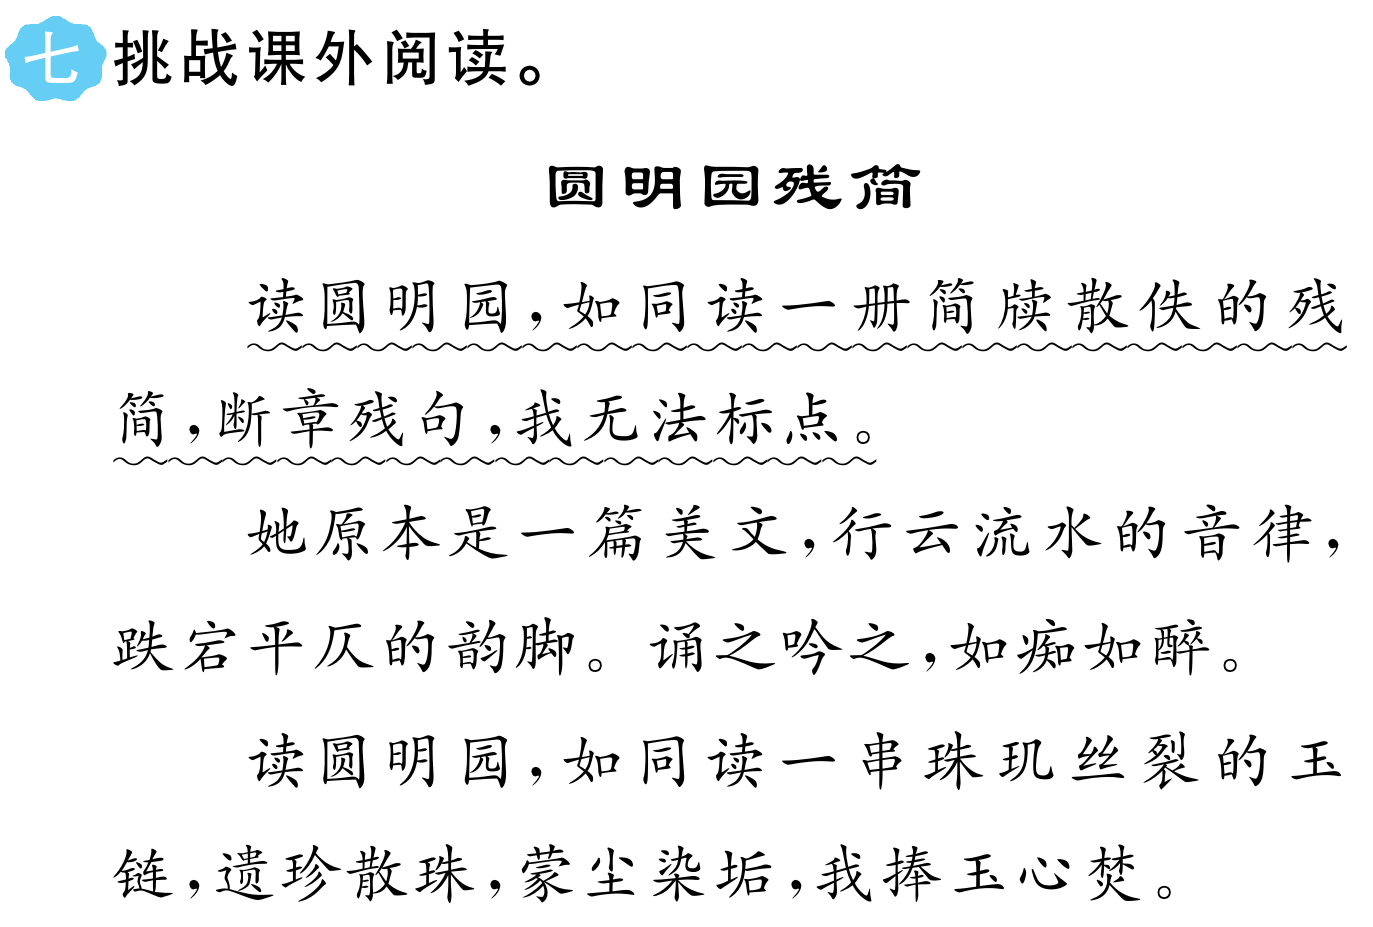 七 挑战课外阅读。
圆明园残简
读圆明园,如同读一册简牍散佚的残
简,断章残句,我无法标点。
她原本是一篇美文,行云流水的音律,
跌宕平仄的韵脚。诵之吟之,如痴如醉。
读圆明园,如同读一串珠玑丝裂的玉
链,遗珍散珠,蒙尘染垢,我捧玉心焚。